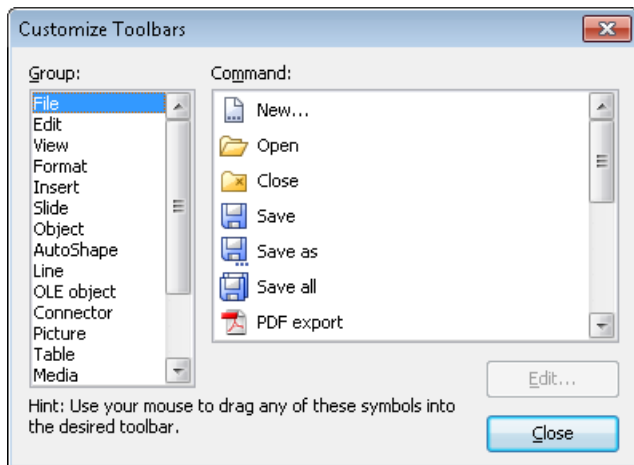 Customize Toolbars
Group:
File
Edit
View
Format
Insert
Slide
Object
AutoShape
Line
OLE object
Connector
Picture
Table
Media
Command:
New...
Open
Close
Save
Save as
Save all
PDF export
Edit...
Hint: Use your mouse to drag any of these symbols into
the desired toolbar.
Close